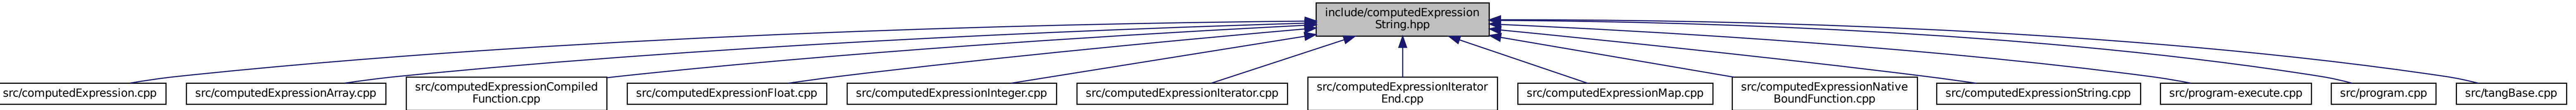 include/computedExpression
String.hpp
src/computedExpression.cpp
src/computedExpressionArray.cpp
src/computedExpressionCompiled
Function.cpp
src/computedExpressionFloat.cpp
src/computedExpressionInteger.cpp
src/computedExpressionIterator.cpp
src/computedExpressionIterator
End.cpp
src/computedExpressionMap.cpp
src/computedExpressionNative
BoundFunction.cpp
src/computedExpressionString.cpp
src/program-execute.cpp
src/program.cpp
src/tangBase.cpp